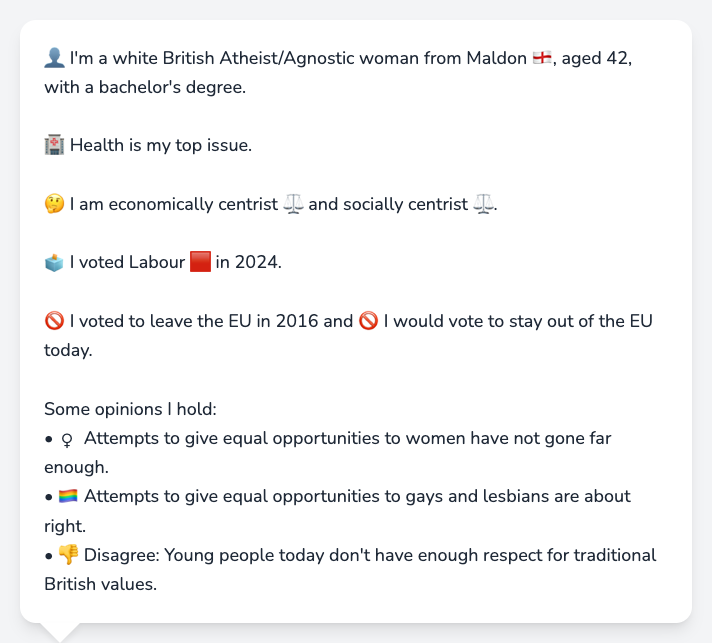 👤 I'm a white British Atheist/Agnostic woman from Maldon 🏴󠁧󠁢󠁥󠁮󠁧󠁿, aged 42,
with a bachelor's degree.
🏥 Health is my top issue.
🤔 I am economically centrist ⚖️ and socially centrist ⚖️.
🗳️ I voted Labour 🟥 in 2024.
🚫 I voted to leave the EU in 2016 and 🚫 I would vote to stay out of the EU
today.
Some opinions I hold:
• ♀ Attempts to give equal opportunities to women have not gone far
enough.
• 🏳️‍🌈 Attempts to give equal opportunities to gays and lesbians are about
right.
• 👎 Disagree: Young people today don't have enough respect for traditional
British values.